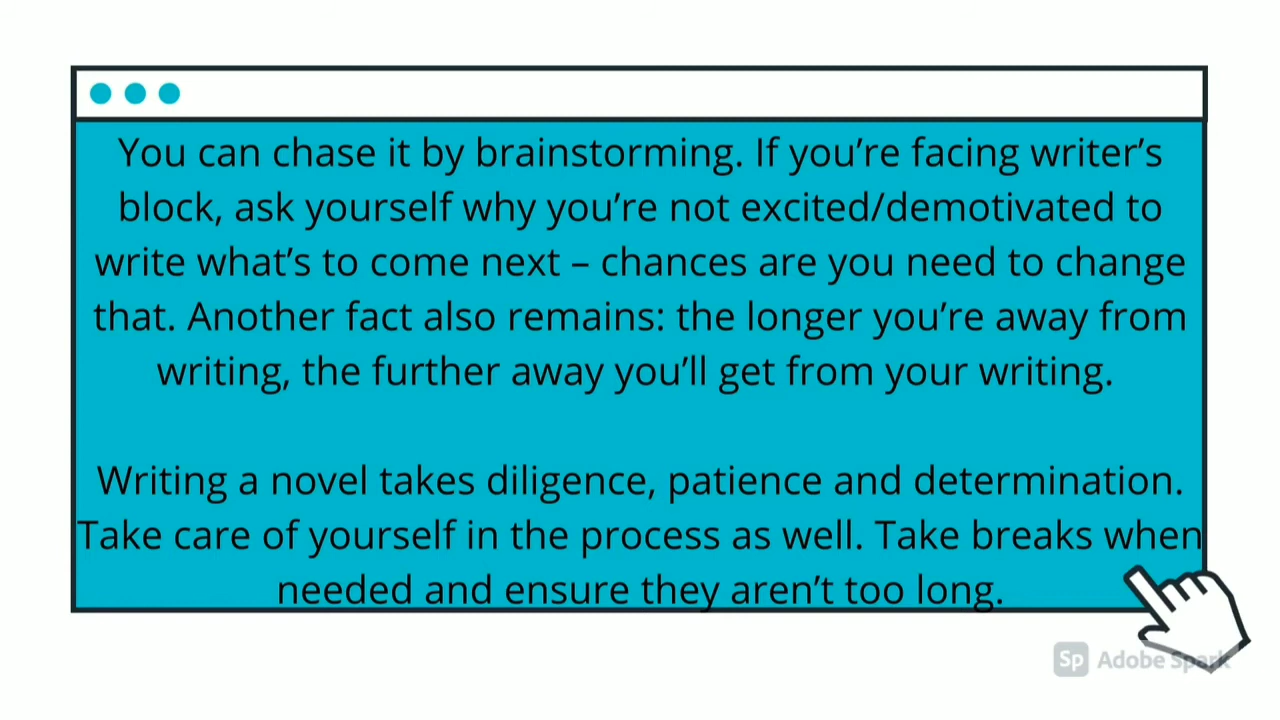 You can chase it by brainstorming. If you're facing writer's
block, ask yourself why you're not excited/demotivated to
write what's to come next – chances are you need to change
that. Another fact also remains: the longer you're away from
writing, the further away you'll get from your writing.
Writing a novel takes diligence, patience and determination.
Take care of yourself in the process as well. Take breaks when
needed and ensure they aren't too long.
Sp Adobe Spark